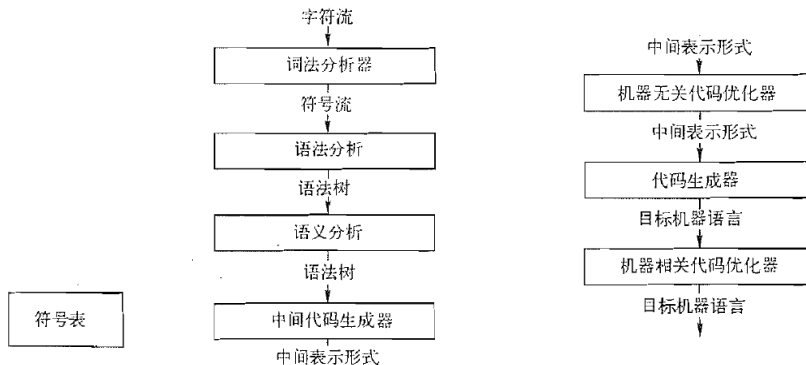 字符流
词法分析器
符号流
语法分析
语法树
语义分析
语法树
中间代码生成器
中间表示形式
符号表
中间表示形式
机器无关代码优化器
中间表示形式
代码生成器
目标机器语言
机器相关代码优化器
目标机器语言